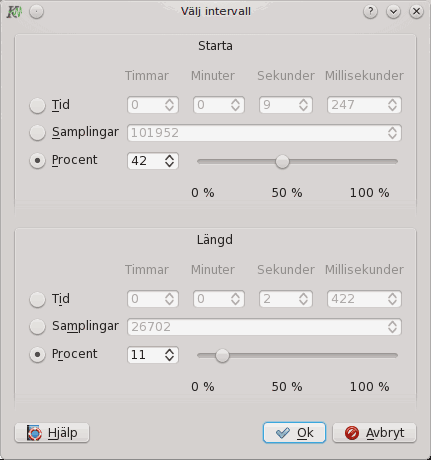 Välj intervall
Starta
Timmar Minuter Sekunder Millisekunder
Tid 0 0 9 247
Samplingar 101952
Procent 42
0 % 50 % 100 %
Längd
Timmar Minuter Sekunder Millisekunder
Tid 0 0 2 422
Samplingar 26702
Procent 11
0 % 50 % 100 %
Hjälp Ok Avbryt